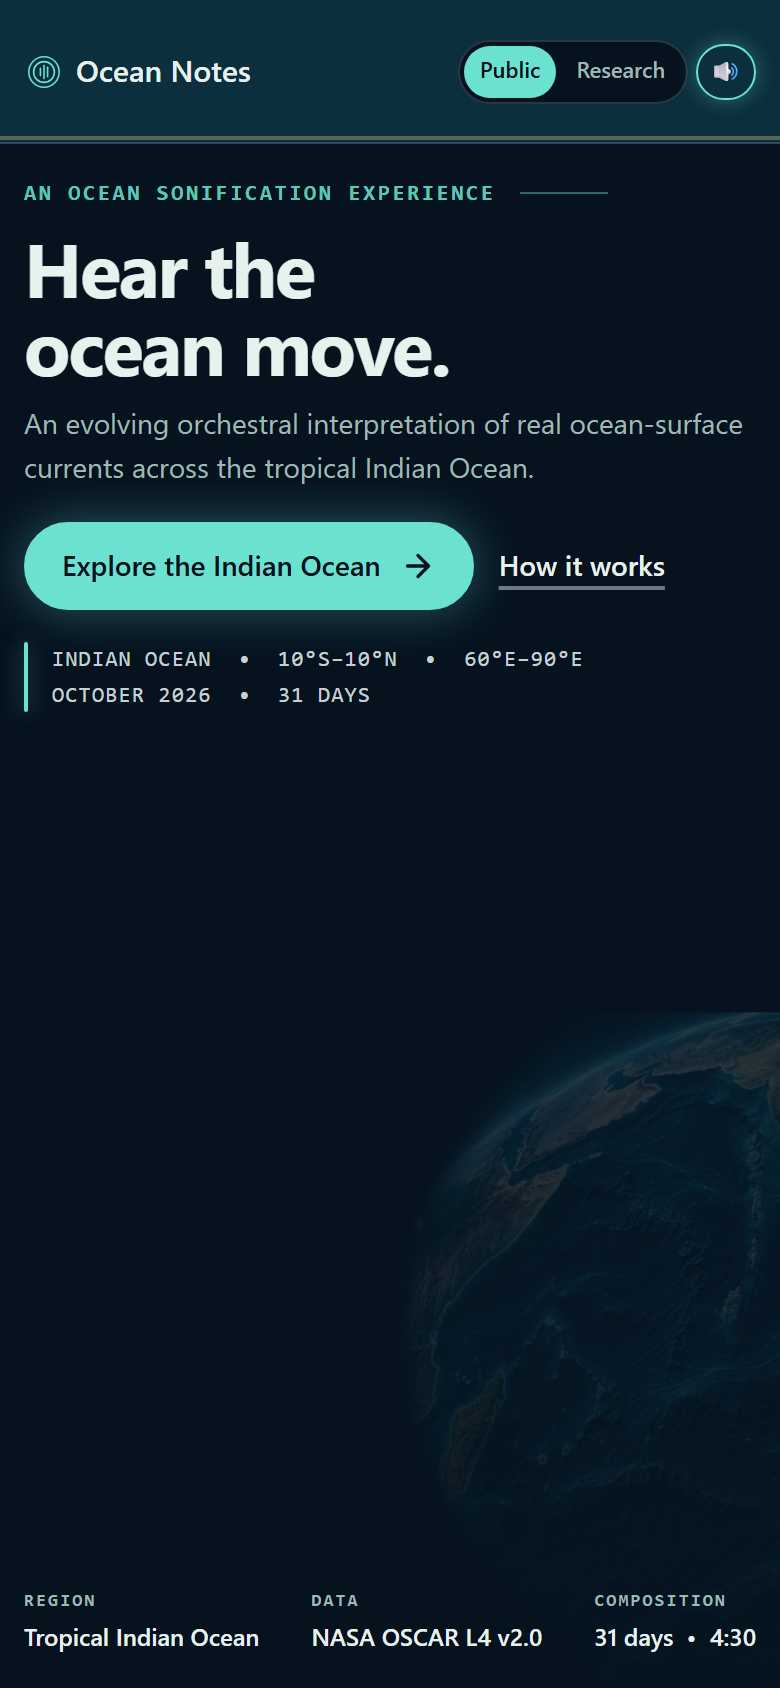 Ocean Notes
Public
Research
AN OCEAN SONIFICATION EXPERIENCE
Hear the
ocean move.
An evolving orchestral interpretation of real ocean-surface
currents across the tropical Indian Ocean.
Explore the Indian Ocean →
How it works
INDIAN OCEAN • 10°S–10°N • 60°E–90°E
OCTOBER 2026 • 31 DAYS
REGION
Tropical Indian Ocean
DATA
NASA OSCAR L4 v2.0
COMPOSITION
31 days • 4:30